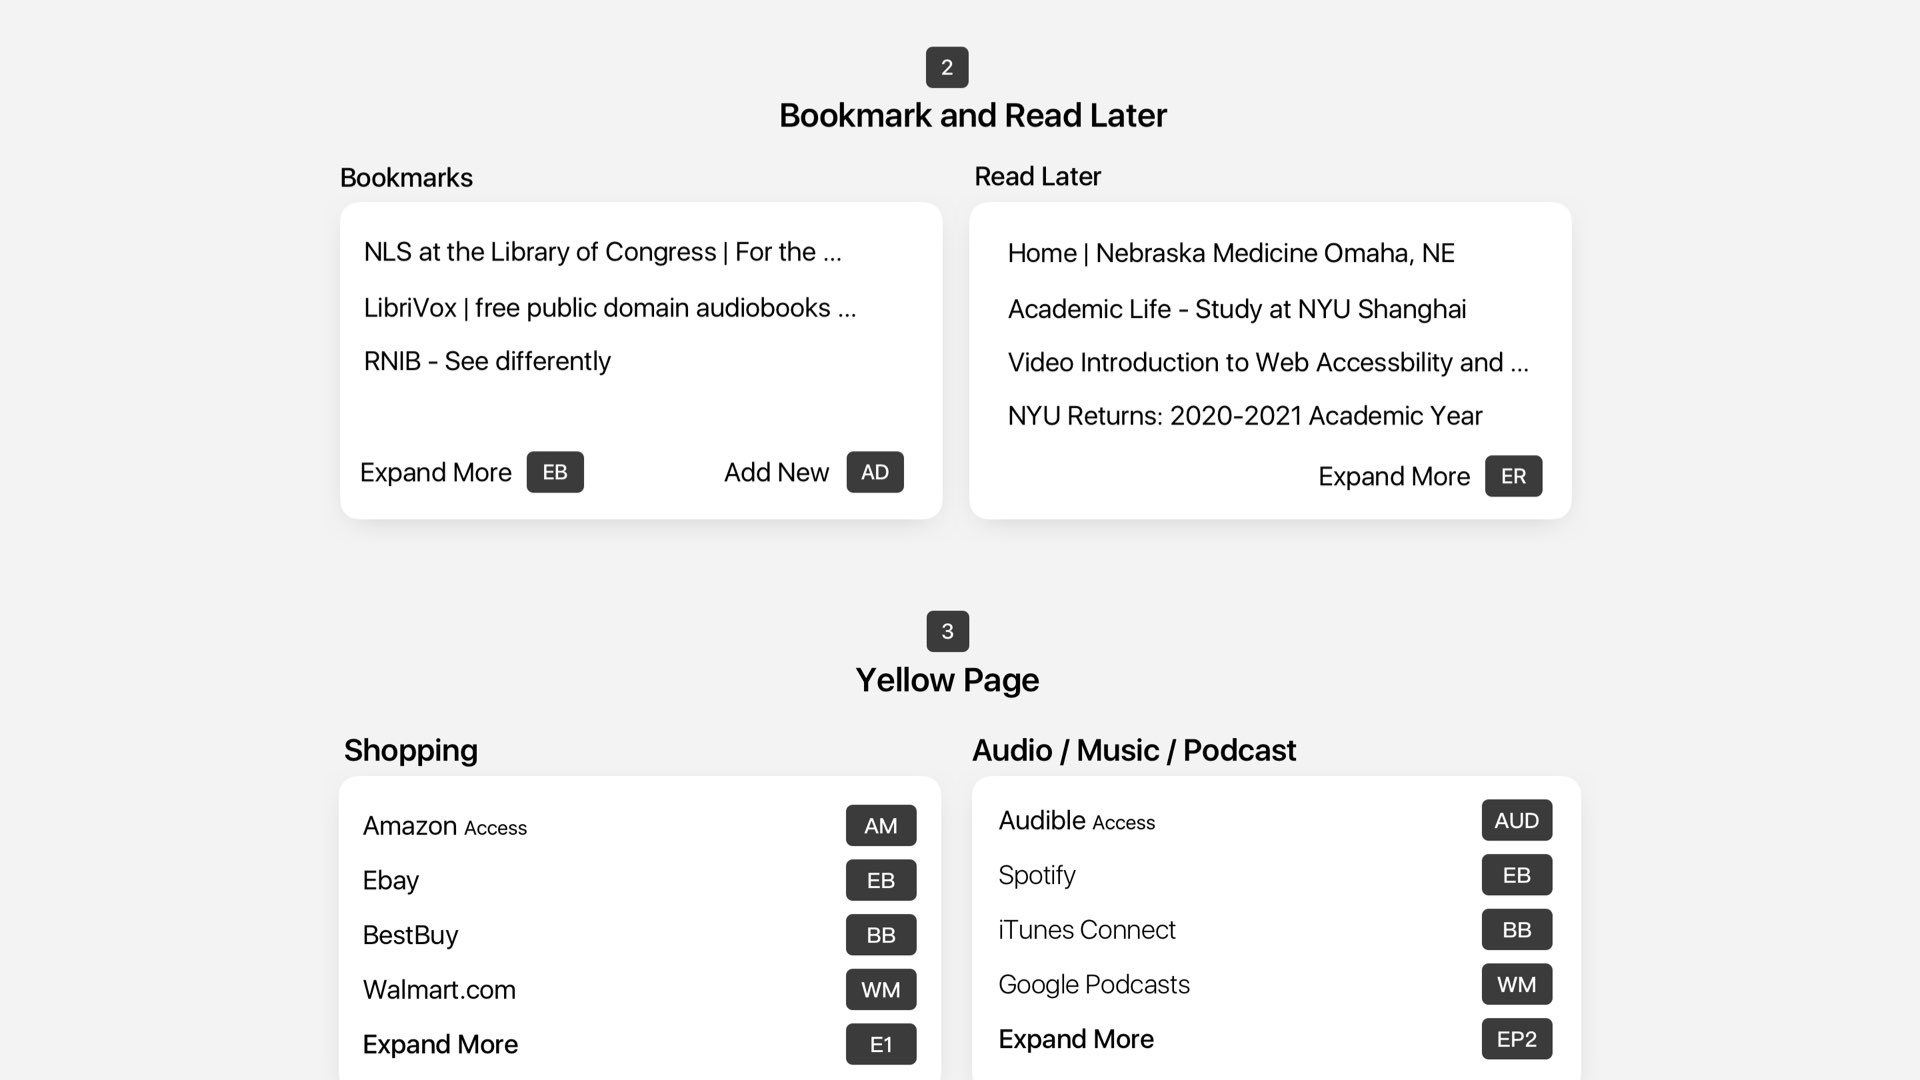 2
Bookmark and Read Later
Bookmarks
NLS at the Library of Congress | For the ...
LibriVox | free public domain audiobooks ...
RNIB - See differently
Expand More EB
Add New AD
Read Later
Home | Nebraska Medicine Omaha, NE
Academic Life - Study at NYU Shanghai
Video Introduction to Web Accessbility and ...
NYU Returns: 2020-2021 Academic Year
Expand More ER
3
Yellow Page
Shopping
Amazon Access AM
Ebay EB
BestBuy BB
Walmart.com WM
Expand More E1
Audio / Music / Podcast
Audible Access AUD
Spotify EB
iTunes Connect BB
Google Podcasts WM
Expand More EP2